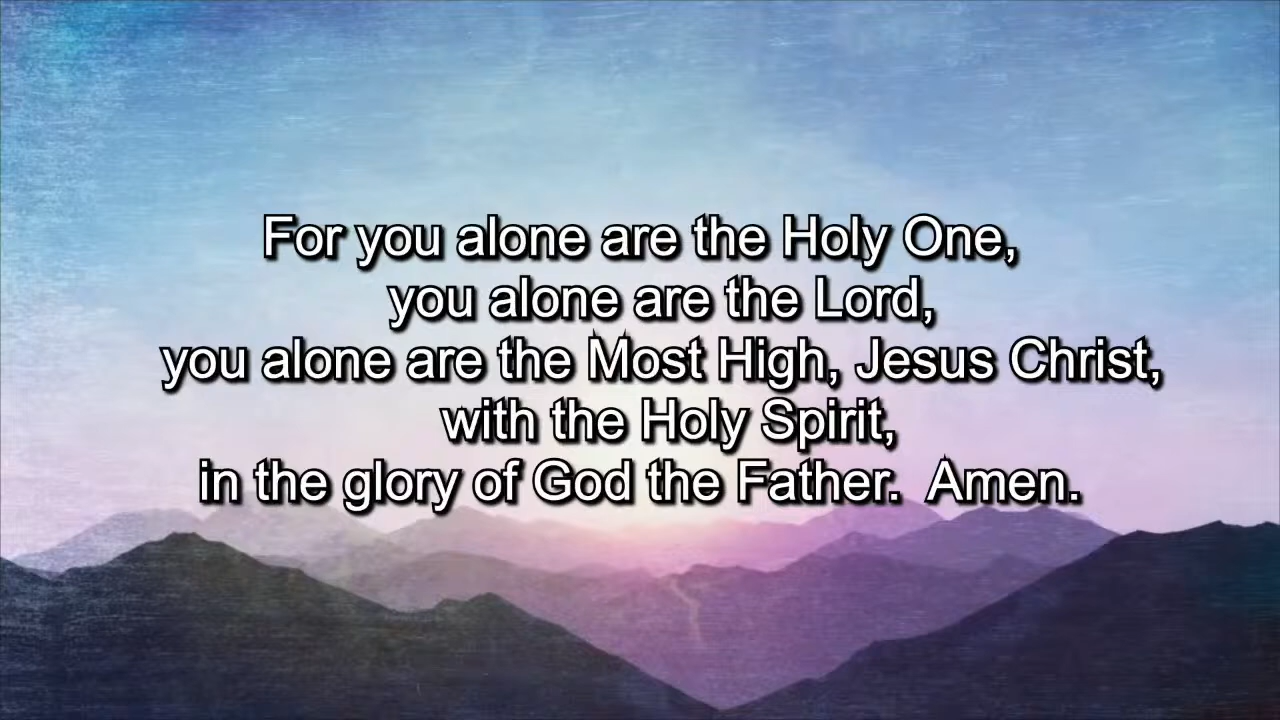 For you alone are the Holy One,
you alone are the Lord,
you alone are the Most High, Jesus Christ,
with the Holy Spirit,
in the glory of God the Father.  Amen.